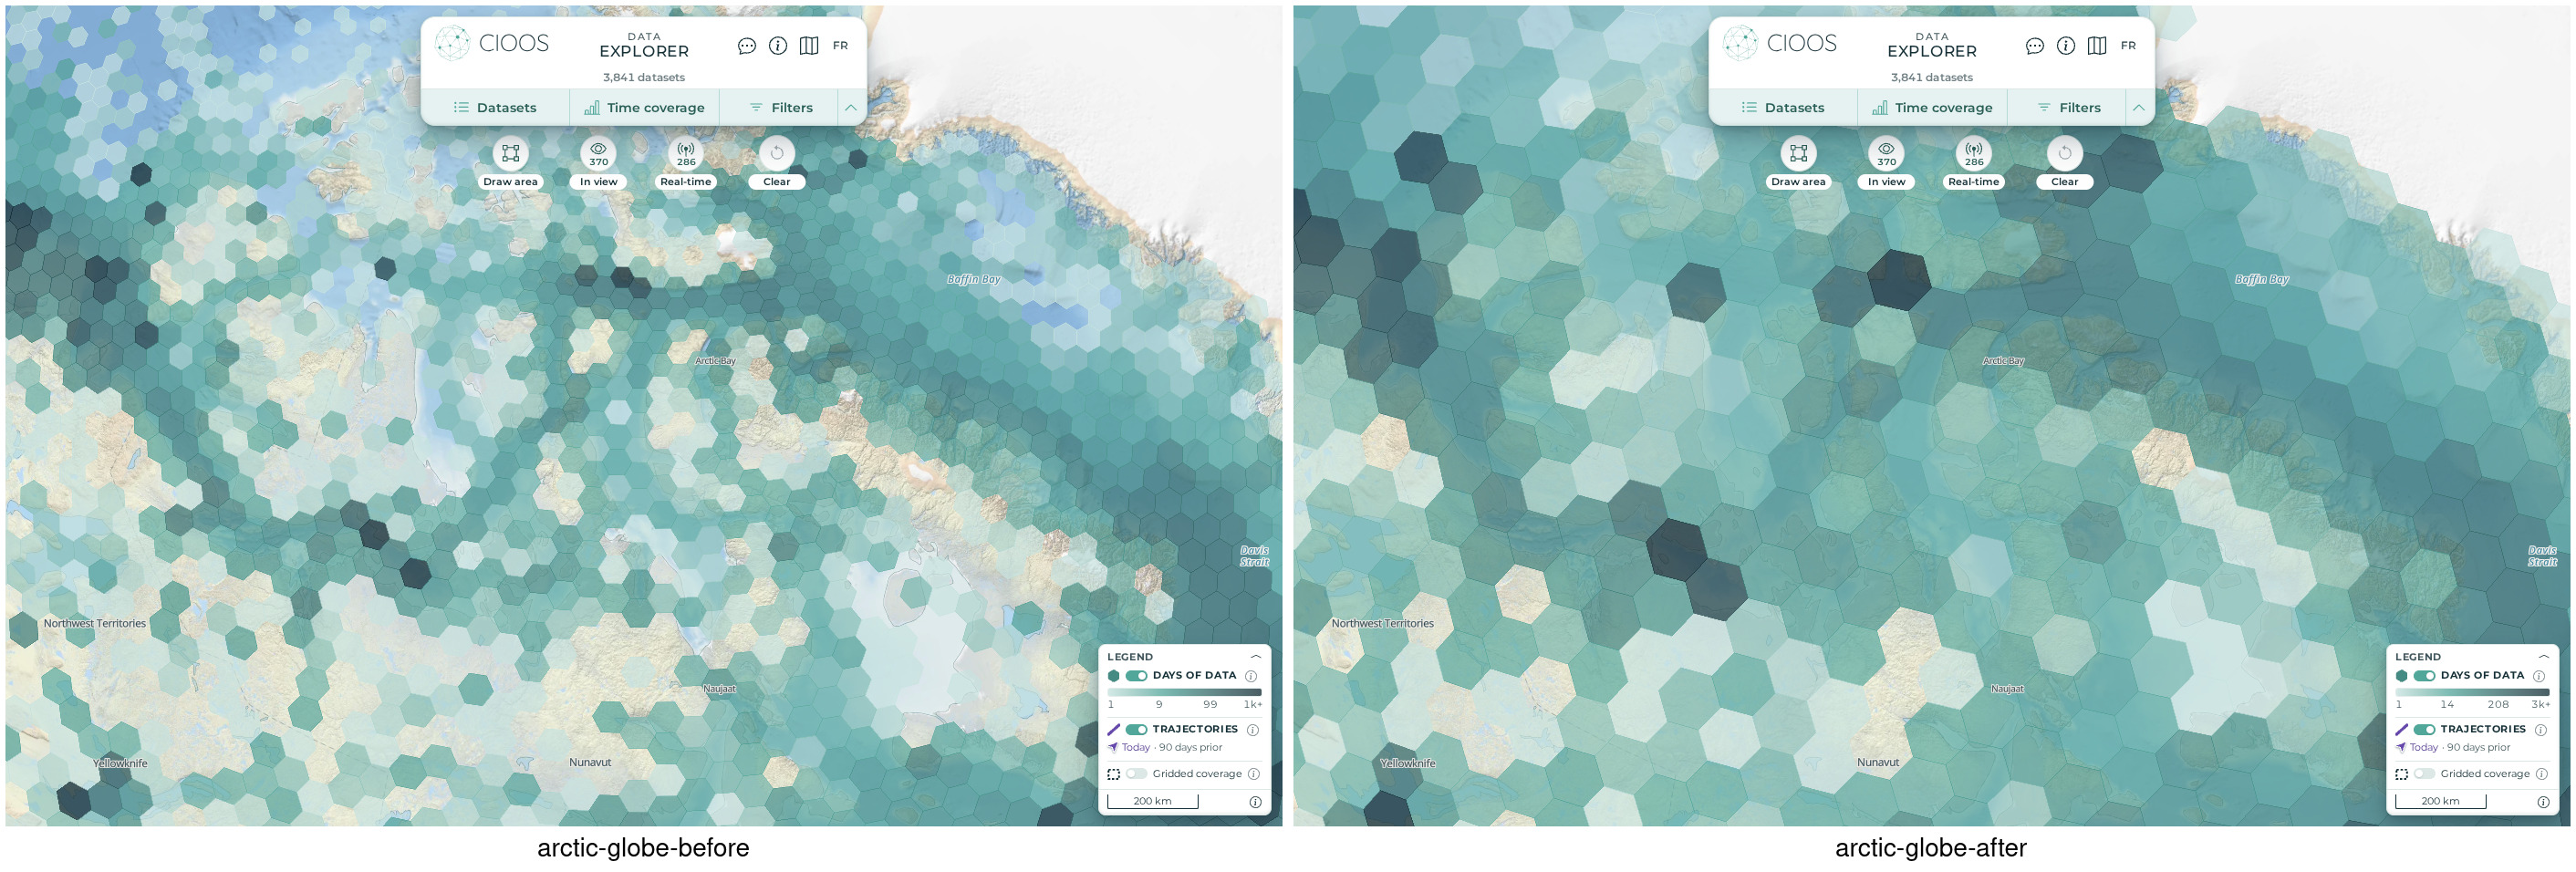 CIOOS
DATA
EXPLORER
FR
3,841 datasets
Datasets
Time coverage
Filters
370
286
Draw area
In view
Real-time
Clear
Baffin Bay
Arctic Bay
Davis
Strait
Northwest Territories
Naujaat
Yellowknife
Nunavut
LEGEND
DAYS OF DATA
1 9 99 1k+
TRAJECTORIES
Today · 90 days prior
Gridded coverage
200 km
arctic-globe-before
CIOOS
DATA
EXPLORER
FR
3,841 datasets
Datasets
Time coverage
Filters
370
286
Draw area
In view
Real-time
Clear
Baffin Bay
Arctic Bay
Davis
Strait
Northwest Territories
Naujaat
Yellowknife
Nunavut
LEGEND
DAYS OF DATA
1 14 208 3k+
TRAJECTORIES
Today · 90 days prior
Gridded coverage
200 km
arctic-globe-after